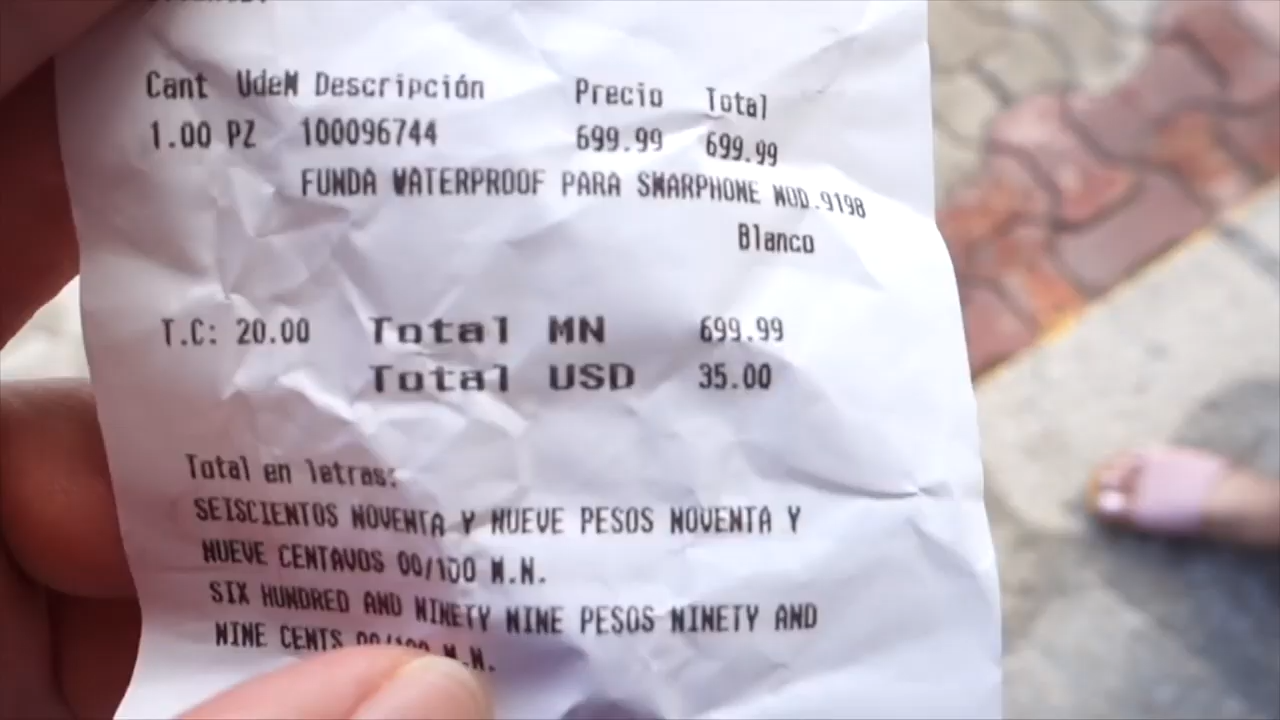 Cant UdeM Descripción Precio Total
1.00 PZ 100096744 699.99 699.99
FUNDA WATERPROOF PARA SMARPHONE MOD.9198
Blanco
T.C: 20.00 Total MN 699.99
Total USD 35.00
Total en letras:
SEISCIENTOS NOVENTA Y NUEVE PESOS NOVENTA Y
NUEVE CENTAVOS 00/100 M.N.
SIX HUNDRED AND NINETY NINE PESOS NINETY AND
NINE CENTS 00/100 M.N.